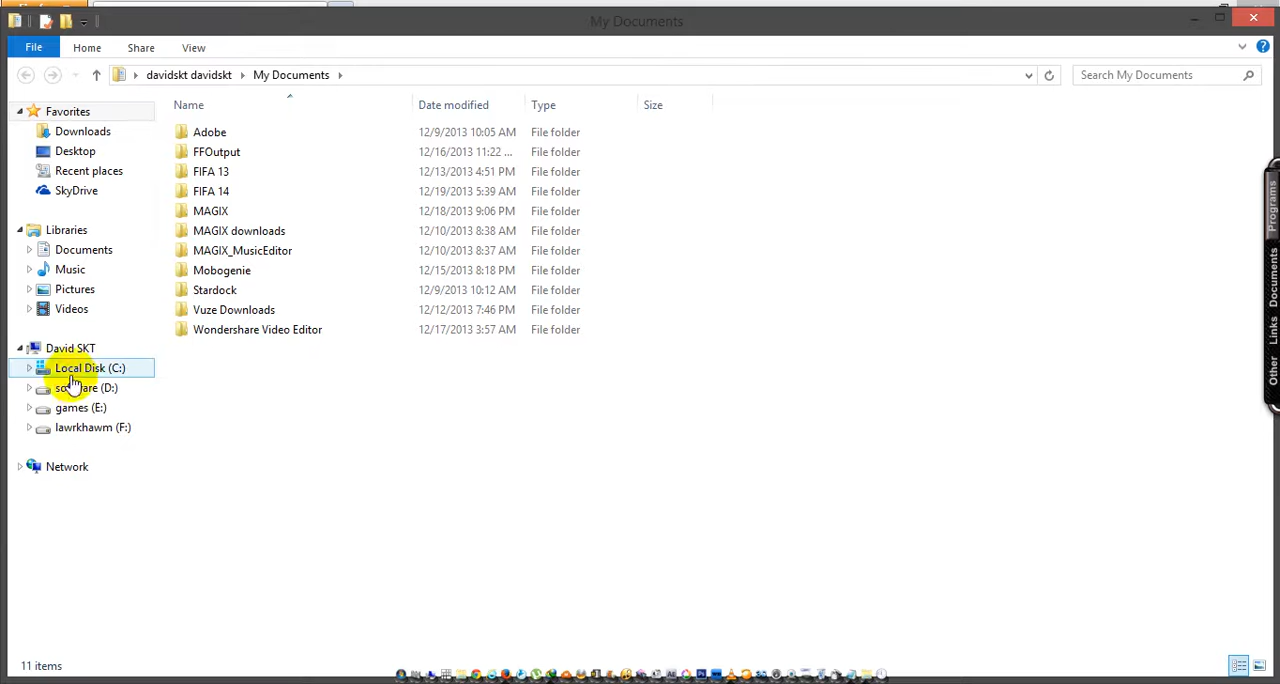 My Documents
File Home Share View
davidskt davidskt My Documents Search My Documents
Name Date modified Type Size
Favorites
Downloads
Desktop
Recent places
SkyDrive
Libraries
Documents
Music
Pictures
Videos
David SKT
Local Disk (C:)
(D:)
games (E:)
lawrkhawm (F:)
Network
Adobe 12/9/2013 10:05 AM File folder
FFOutput 12/16/2013 11:22 ... File folder
FIFA 13 12/13/2013 4:51 PM File folder
FIFA 14 12/19/2013 5:39 AM File folder
MAGIX 12/18/2013 9:06 PM File folder
MAGIX downloads 12/10/2013 8:38 AM File folder
MAGIX_MusicEditor 12/10/2013 8:37 AM File folder
Mobogenie 12/15/2013 8:18 PM File folder
Stardock 12/9/2013 10:12 AM File folder
Vuze Downloads 12/12/2013 7:46 PM File folder
Wondershare Video Editor 12/17/2013 3:57 AM File folder
Programs
Documents
Links
Other
11 items